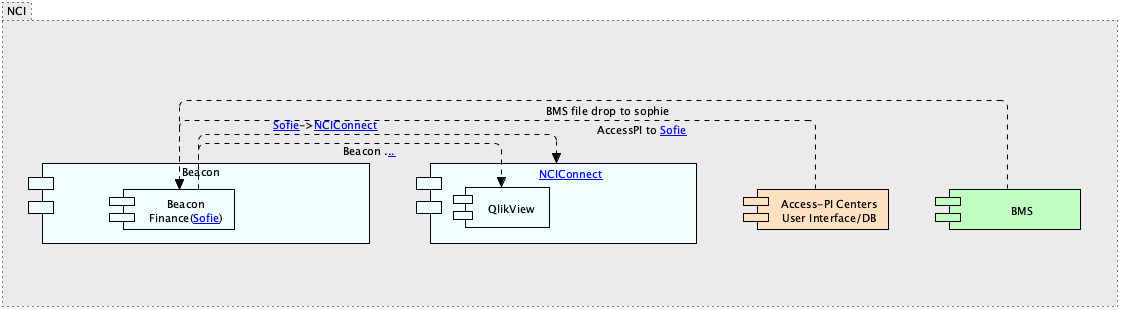 NCI
BMS file drop to sophie
Sofie->NCIConnect
AccessPI to Sofie
Beacon ...
Beacon
NCIConnect
Beacon
Finance(Sofie)
QlikView
Access-PI Centers
User Interface/DB
BMS